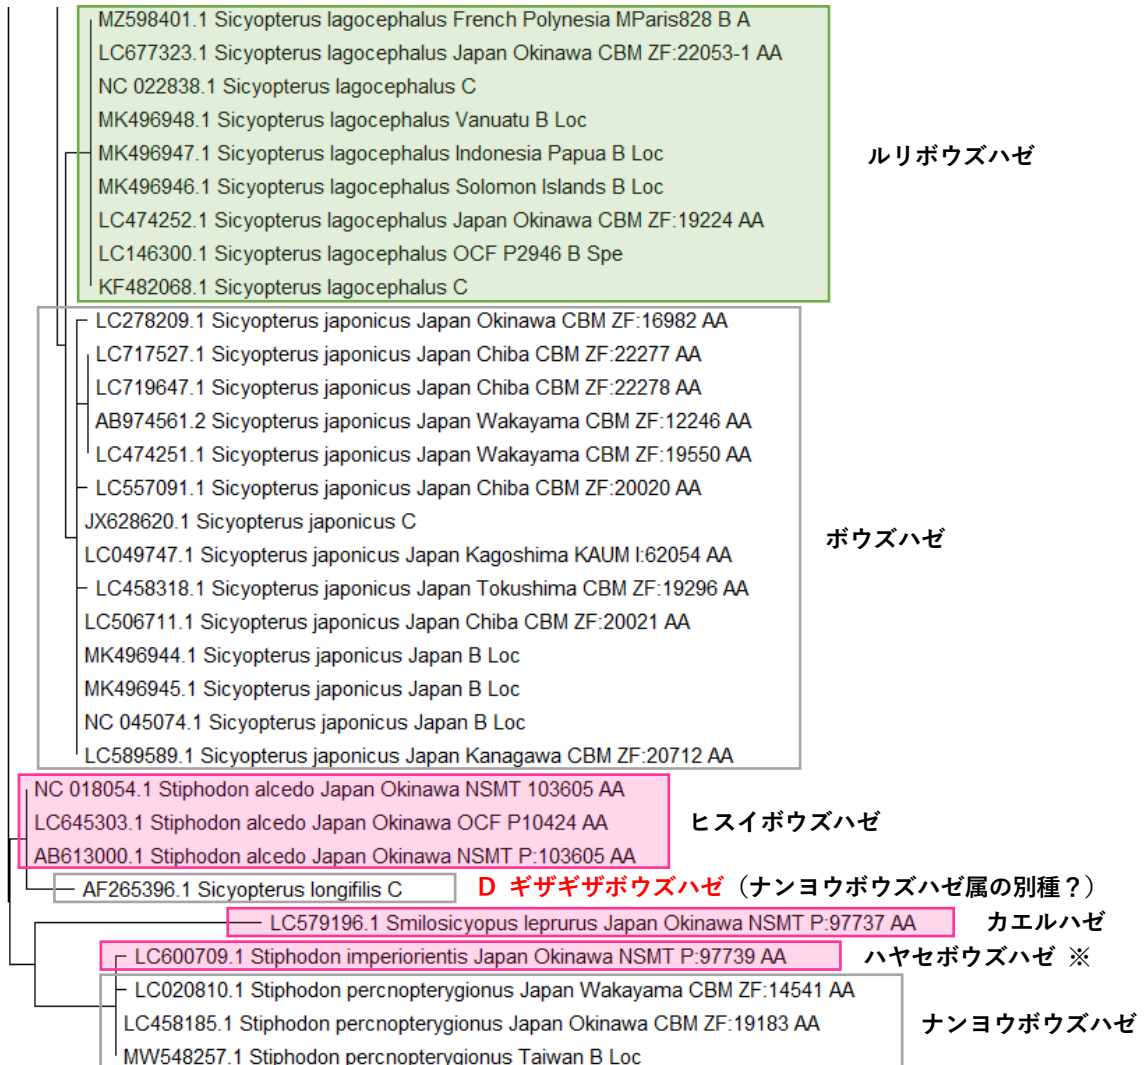 MZ598401.1 Sicyopterus lagocephalus French Polynesia MParis828 B A
LC677323.1 Sicyopterus lagocephalus Japan Okinawa CBM ZF:22053-1 AA
NC 022838.1 Sicyopterus lagocephalus C
MK496948.1 Sicyopterus lagocephalus Vanuatu B Loc
MK496947.1 Sicyopterus lagocephalus Indonesia Papua B Loc
ルリボウズハゼ
MK496946.1 Sicyopterus lagocephalus Solomon Islands B Loc
LC474252.1 Sicyopterus lagocephalus Japan Okinawa CBM ZF:19224 AA
LC146300.1 Sicyopterus lagocephalus OCF P2946 B Spe
KF482068.1 Sicyopterus lagocephalus C
LC278209.1 Sicyopterus japonicus Japan Okinawa CBM ZF:16982 AA
LC717527.1 Sicyopterus japonicus Japan Chiba CBM ZF:22277 AA
LC719647.1 Sicyopterus japonicus Japan Chiba CBM ZF:22278 AA
AB974561.2 Sicyopterus japonicus Japan Wakayama CBM ZF:12246 AA
LC474251.1 Sicyopterus japonicus Japan Wakayama CBM ZF:19550 AA
LC557091.1 Sicyopterus japonicus Japan Chiba CBM ZF:20020 AA
JX628620.1 Sicyopterus japonicus C
ボウズハゼ
LC049747.1 Sicyopterus japonicus Japan Kagoshima KAUM I:62054 AA
LC458318.1 Sicyopterus japonicus Japan Tokushima CBM ZF:19296 AA
LC506711.1 Sicyopterus japonicus Japan Chiba CBM ZF:20021 AA
MK496944.1 Sicyopterus japonicus Japan B Loc
MK496945.1 Sicyopterus japonicus Japan B Loc
NC 045074.1 Sicyopterus japonicus Japan B Loc
LC589589.1 Sicyopterus japonicus Japan Kanagawa CBM ZF:20712 AA
NC 018054.1 Stiphodon alcedo Japan Okinawa NSMT 103605 AA
LC645303.1 Stiphodon alcedo Japan Okinawa OCF P10424 AA
ヒスイボウズハゼ
AB613000.1 Stiphodon alcedo Japan Okinawa NSMT P:103605 AA
AF265396.1 Sicyopterus longifilis C
D ギザギザボウズハゼ（ナンヨウボウズハゼ属の別種？）
LC579196.1 Smilosicyopus leprurus Japan Okinawa NSMT P:97737 AA
カエルハゼ
LC600709.1 Stiphodon imperiorientis Japan Okinawa NSMT P:97739 AA
ハヤセボウズハゼ ※
LC020810.1 Stiphodon percnopterygionus Japan Wakayama CBM ZF:14541 AA
LC458185.1 Stiphodon percnopterygionus Japan Okinawa CBM ZF:19183 AA
ナンヨウボウズハゼ
MW548257.1 Stiphodon percnopterygionus Taiwan B Loc